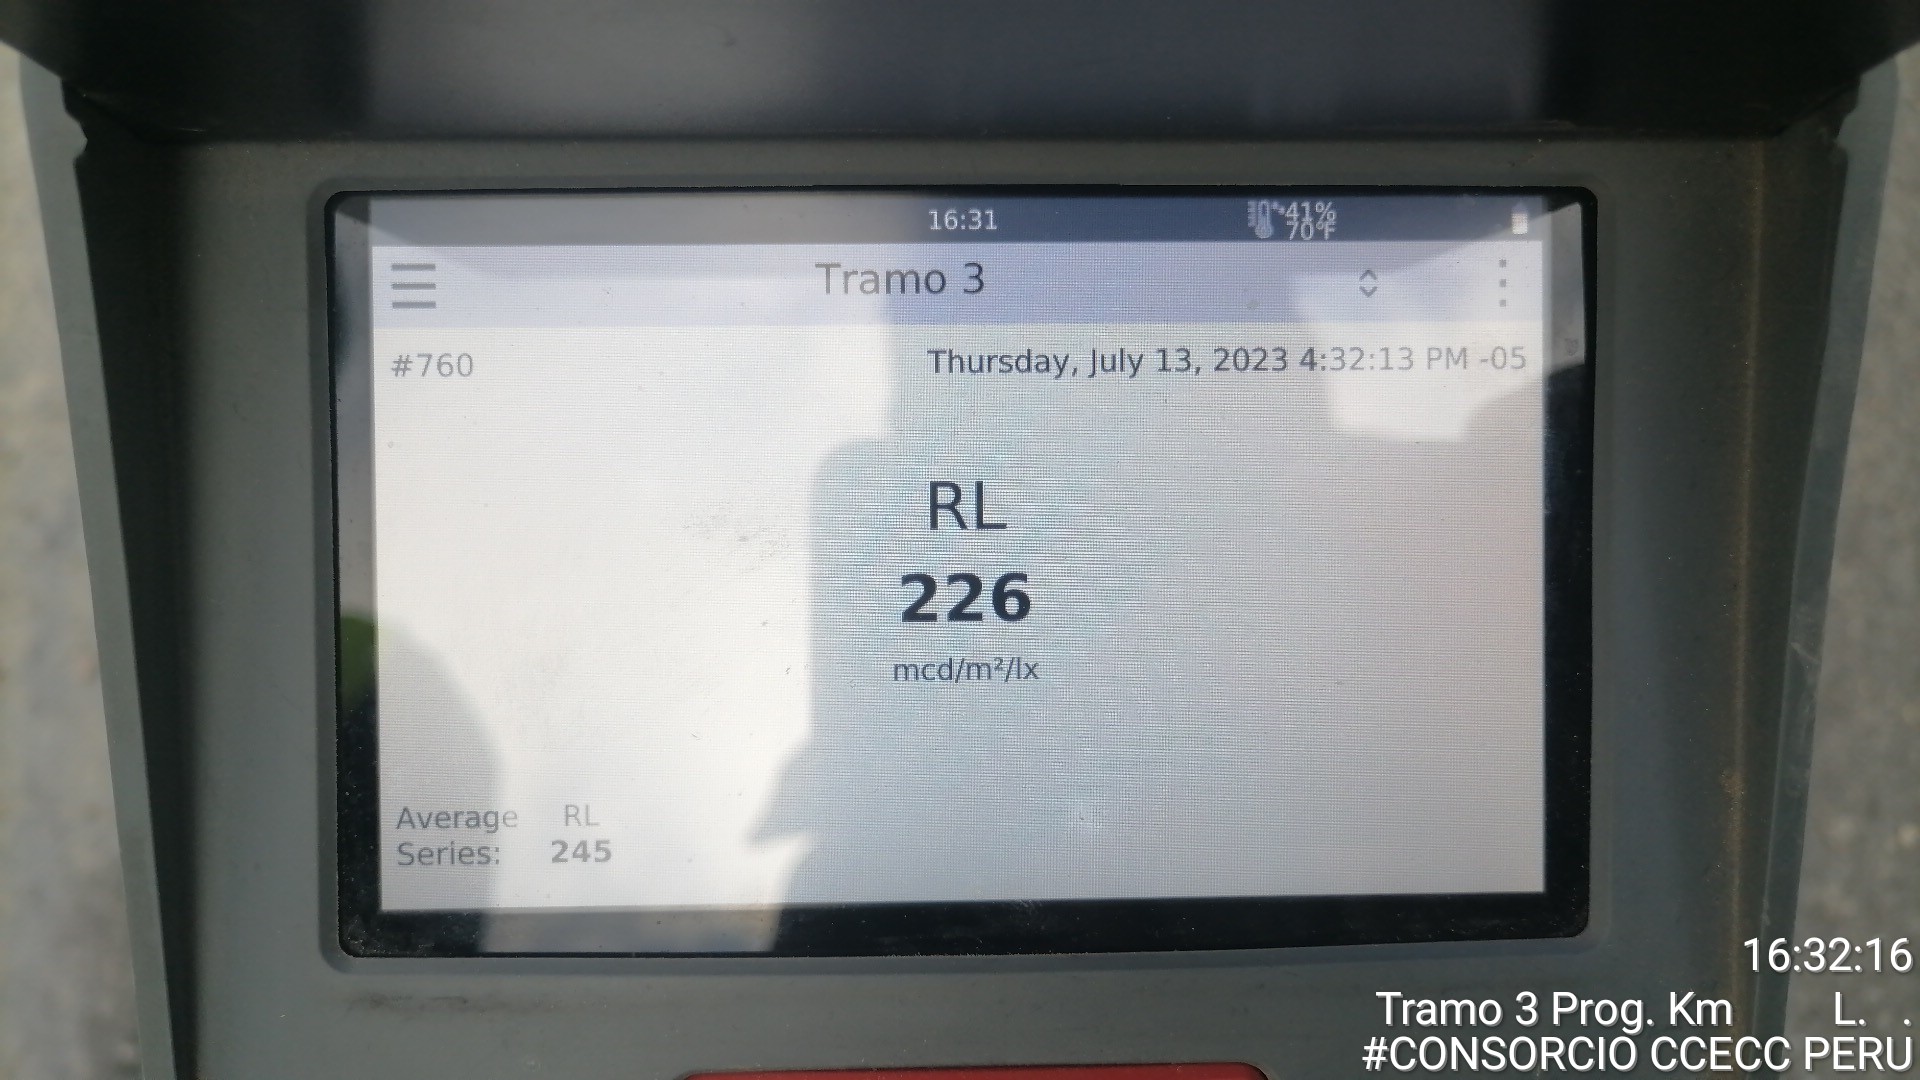 16:31
41%
70°F
Tramo 3
#760
Thursday, July 13, 2023 4:32:13 PM -05
RL
226
mcd/m²/lx
Average RL
Series: 245
16:32:16
Tramo 3 Prog. Km L. .
#CONSORCIO CCECC PERU